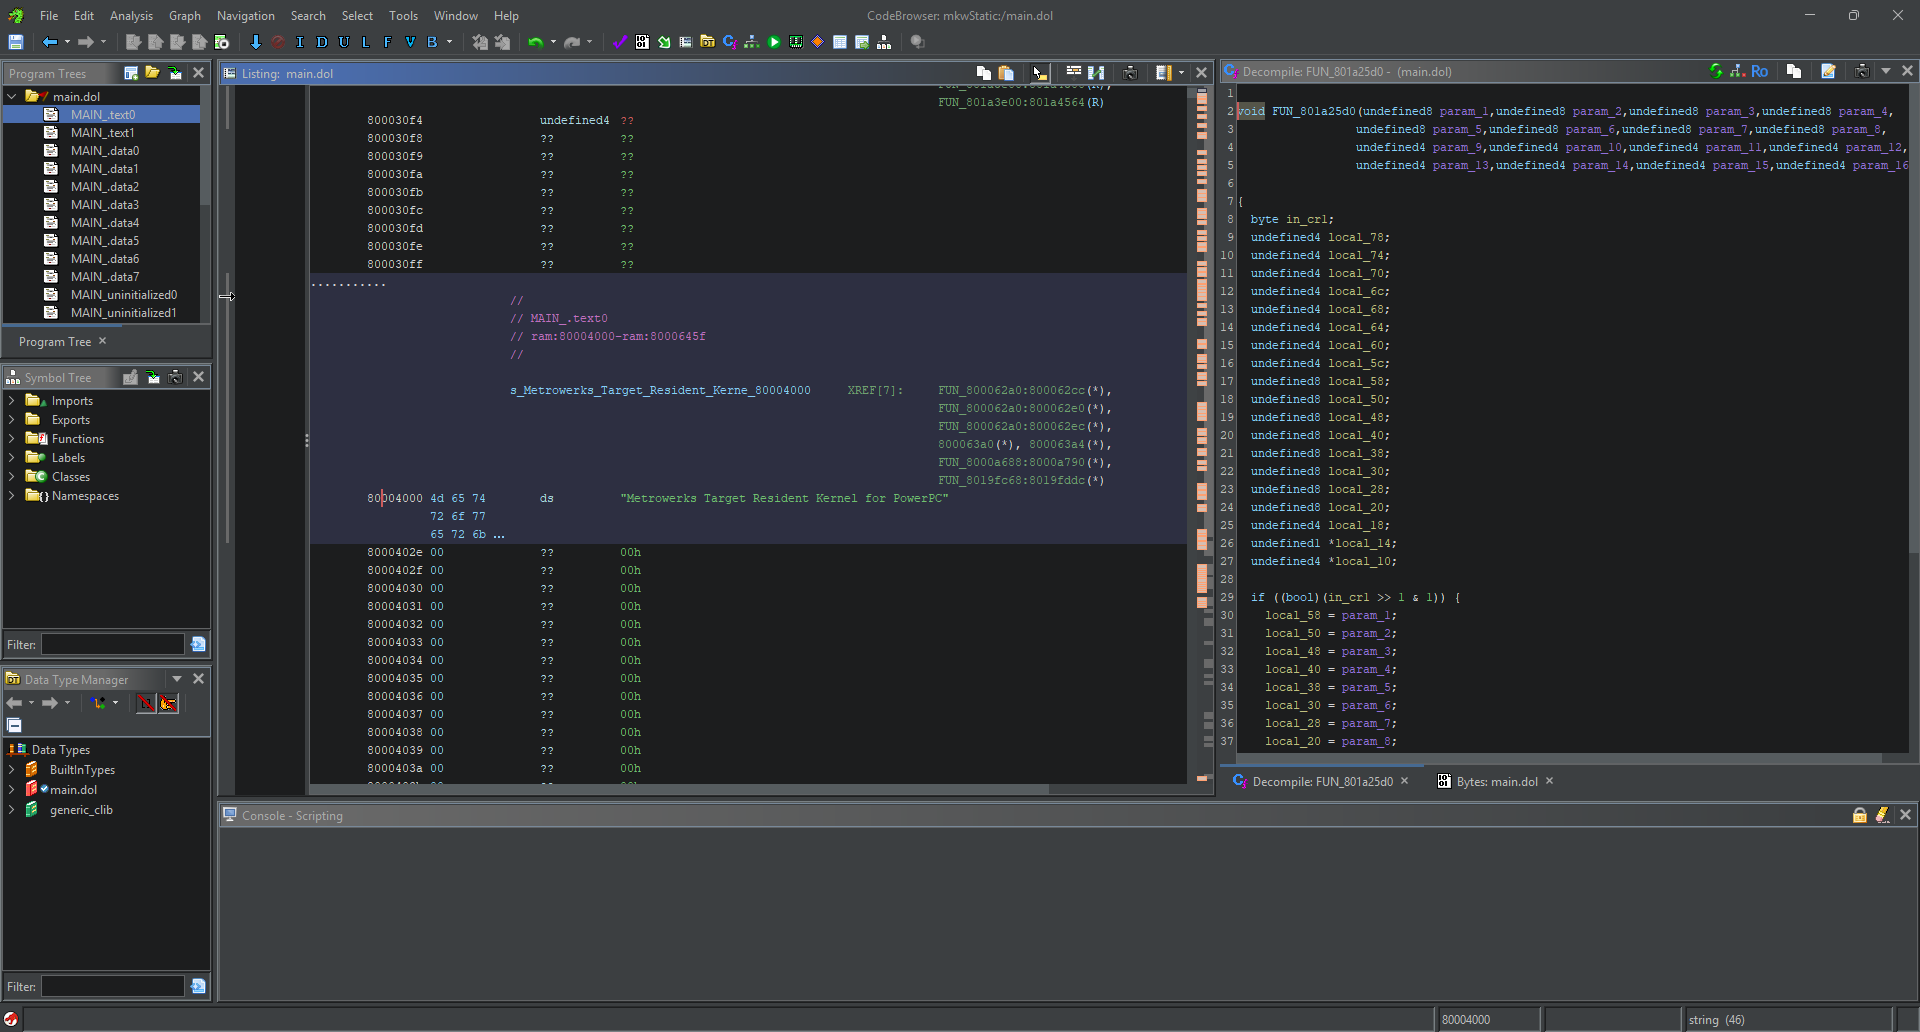 File Edit Analysis Graph Navigation Search Select Tools Window Help
CodeBrowser: mkwStatic:/main.dol
I D U L F V B
Program Trees
main.dol
MAIN_.text0
MAIN_.text1
MAIN_.data0
MAIN_.data1
MAIN_.data2
MAIN_.data3
MAIN_.data4
MAIN_.data5
MAIN_.data6
MAIN_.data7
MAIN_uninitialized0
MAIN_uninitialized1
Program Tree
Symbol Tree
Imports
Exports
Functions
Labels
Classes
Namespaces
Filter:
Data Type Manager
Data Types
BuiltInTypes
main.dol
generic_clib
Filter:
Listing: main.dol
FUN_801a3e00:801a4564(R)
800030f4 undefined4 ??
800030f8 ?? ??
800030f9 ?? ??
800030fa ?? ??
800030fb ?? ??
800030fc ?? ??
800030fd ?? ??
800030fe ?? ??
800030ff ?? ??
...........
//
// MAIN_.text0
// ram:80004000-ram:8000645f
//
s_Metrowerks_Target_Resident_Kerne_80004000 XREF[7]: FUN_800062a0:800062cc(*),
FUN_800062a0:800062e0(*),
FUN_800062a0:800062ec(*),
800063a0(*), 800063a4(*),
FUN_8000a688:8000a790(*),
FUN_8019fc68:8019fddc(*)
80004000 4d 65 74 ds "Metrowerks Target Resident Kernel for PowerPC"
72 6f 77
65 72 6b ...
8000402e 00 ?? 00h
8000402f 00 ?? 00h
80004030 00 ?? 00h
80004031 00 ?? 00h
80004032 00 ?? 00h
80004033 00 ?? 00h
80004034 00 ?? 00h
80004035 00 ?? 00h
80004036 00 ?? 00h
80004037 00 ?? 00h
80004038 00 ?? 00h
80004039 00 ?? 00h
8000403a 00 ?? 00h
Decompile: FUN_801a25d0 - (main.dol)
Ro
1
2 void FUN_801a25d0(undefined8 param_1,undefined8 param_2,undefined8 param_3,undefined8 param_4,
3 undefined8 param_5,undefined8 param_6,undefined8 param_7,undefined8 param_8,
4 undefined4 param_9,undefined4 param_10,undefined4 param_11,undefined4 param_12,
5 undefined4 param_13,undefined4 param_14,undefined4 param_15,undefined4 param_16
6
7 {
8 byte in_cr1;
9 undefined4 local_78;
10 undefined4 local_74;
11 undefined4 local_70;
12 undefined4 local_6c;
13 undefined4 local_68;
14 undefined4 local_64;
15 undefined4 local_60;
16 undefined4 local_5c;
17 undefined8 local_58;
18 undefined8 local_50;
19 undefined8 local_48;
20 undefined8 local_40;
21 undefined8 local_38;
22 undefined8 local_30;
23 undefined8 local_28;
24 undefined8 local_20;
25 undefined4 local_18;
26 undefined1 *local_14;
27 undefined4 *local_10;
28
29 if ((bool)(in_cr1 >> 1 & 1)) {
30 local_58 = param_1;
31 local_50 = param_2;
32 local_48 = param_3;
33 local_40 = param_4;
34 local_38 = param_5;
35 local_30 = param_6;
36 local_28 = param_7;
37 local_20 = param_8;
Decompile: FUN_801a25d0
Bytes: main.dol
Console - Scripting
80004000
string (46)